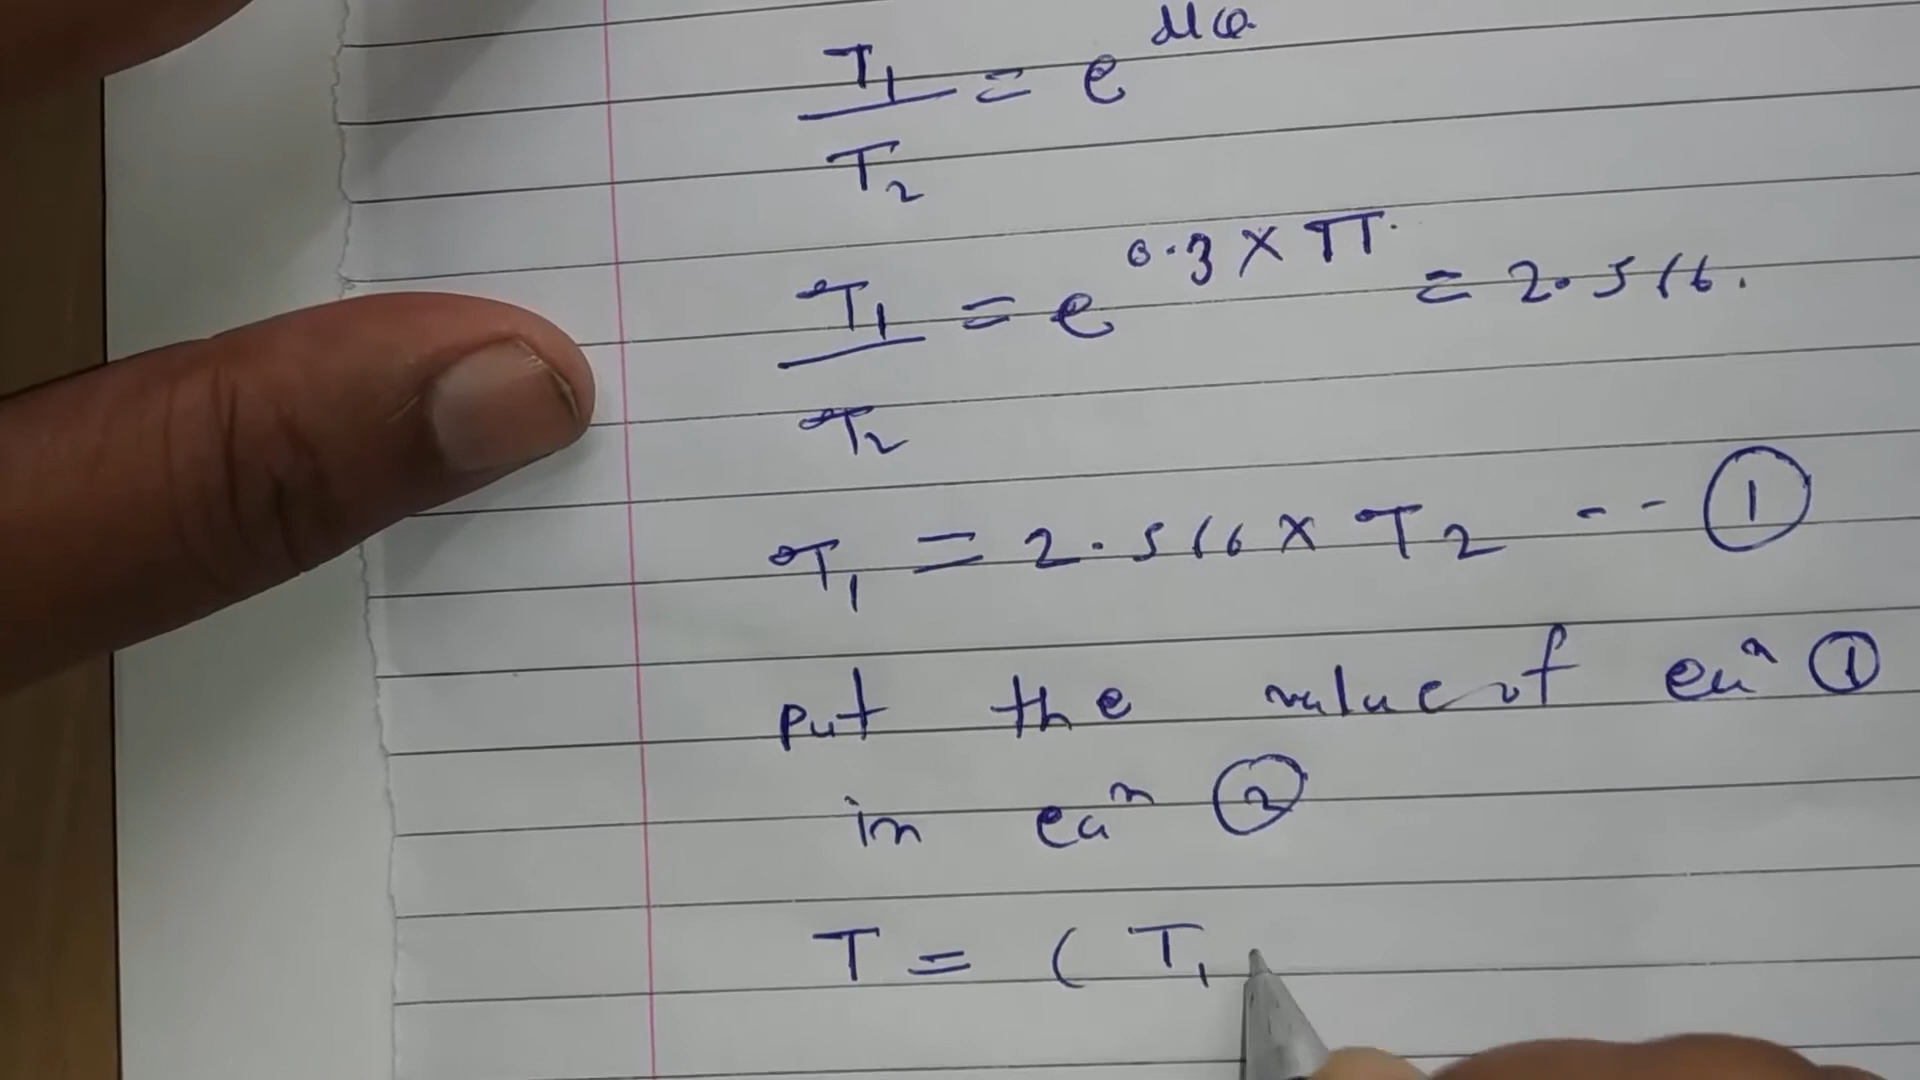 T₁/T₂ = e^μθ
T₁/T₂ = e^0.3×π = 2.516.
T₁ = 2.516 × T₂ -- ①
put the value of eqⁿ ①
in eqⁿ ②
T = ( T₁